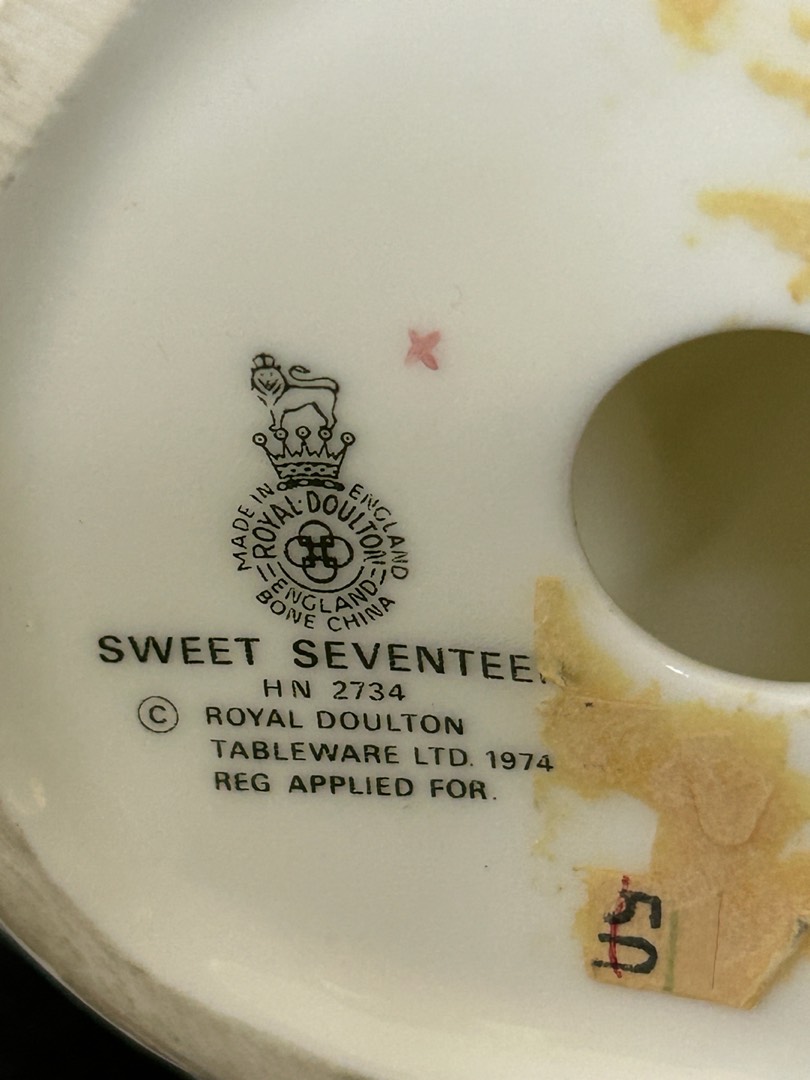 MADE IN ENGLAND
ROYAL·DOULTON
ENGLAND
BONE CHINA
SWEET SEVENTEE
HN 2734
© ROYAL DOULTON
TABLEWARE LTD. 1974
REG APPLIED FOR.
50